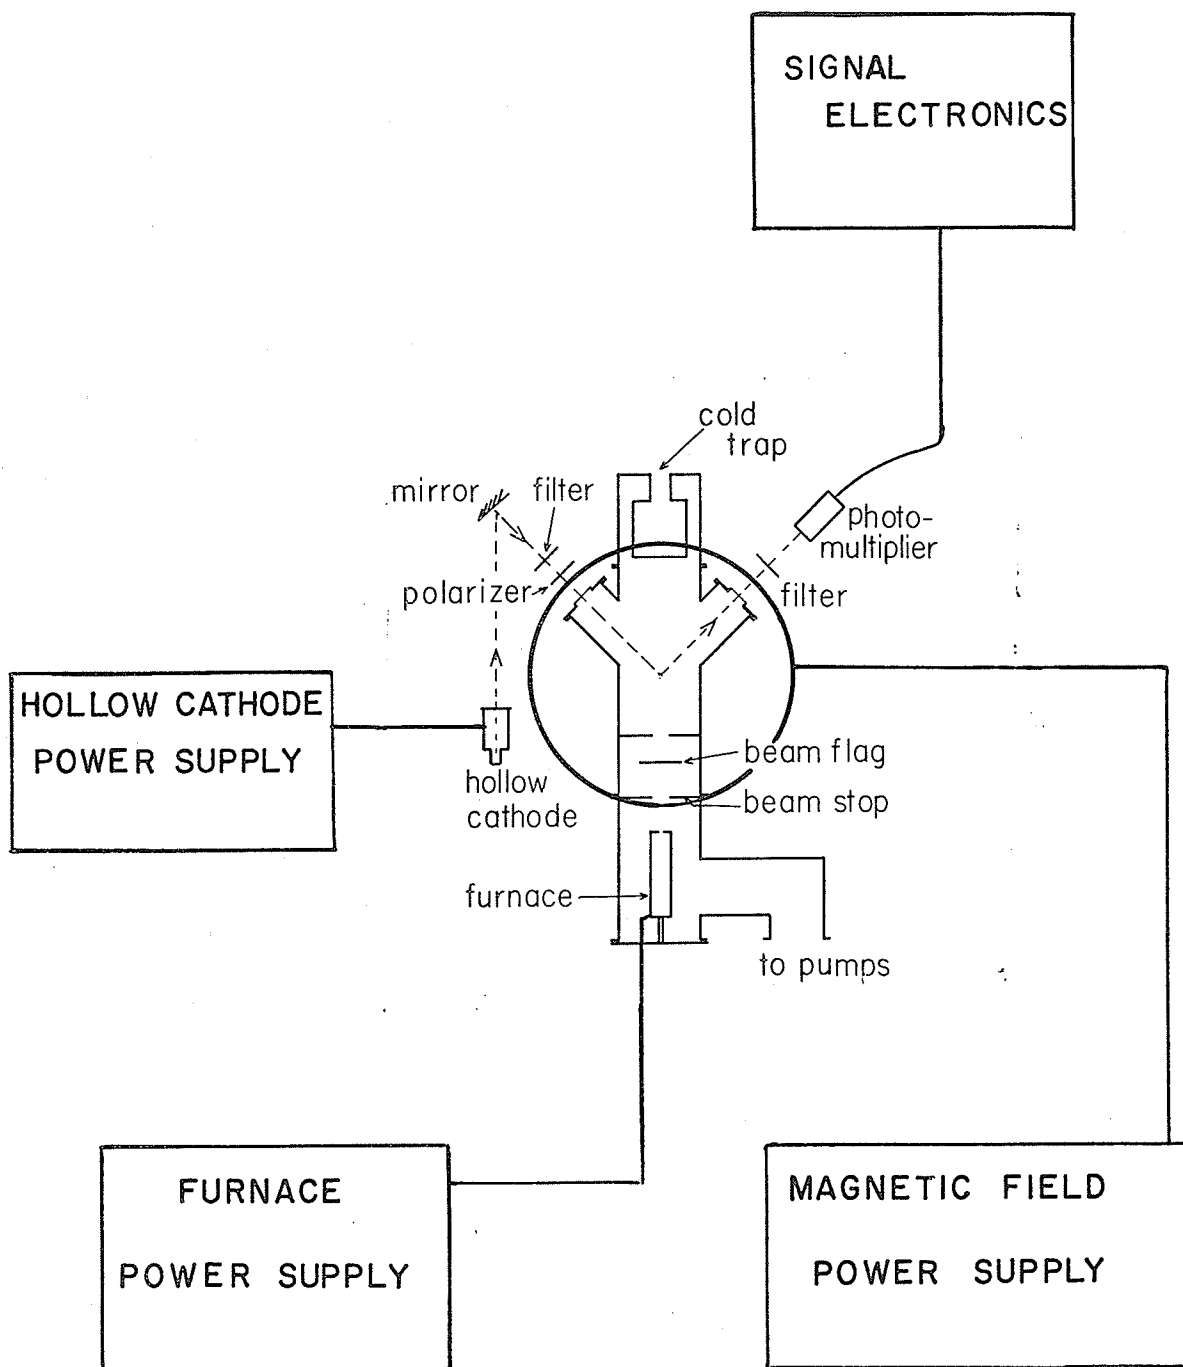 SIGNAL
ELECTRONICS
cold
trap
mirror
filter
photo-
multiplier
polarizer
filter
HOLLOW CATHODE
POWER SUPPLY
hollow
cathode
beam flag
beam stop
furnace
to pumps
FURNACE
POWER SUPPLY
MAGNETIC FIELD
POWER SUPPLY